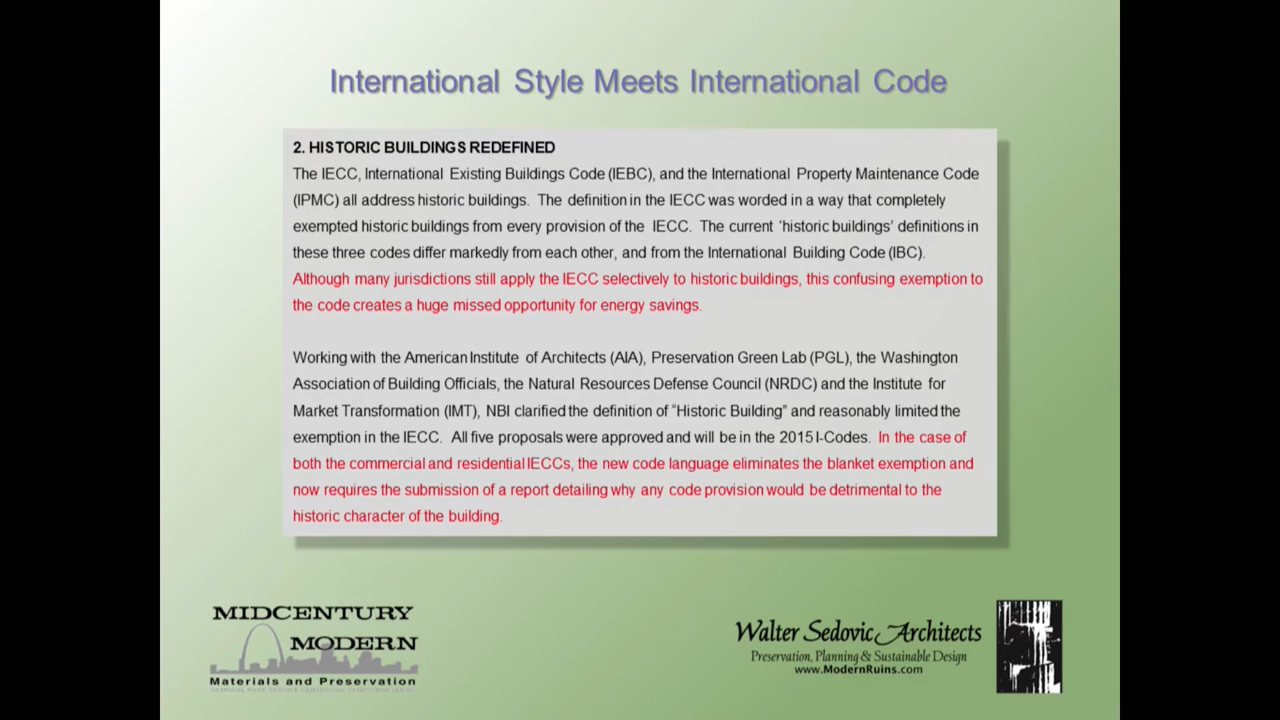 International Style Meets International Code
2. HISTORIC BUILDINGS REDEFINED
The IECC, International Existing Buildings Code (IEBC), and the International Property Maintenance Code
(IPMC) all address historic buildings. The definition in the IECC was worded in a way that completely
exempted historic buildings from every provision of the IECC. The current 'historic buildings' definitions in
these three codes differ markedly from each other, and from the International Building Code (IBC).
Although many jurisdictions still apply the IECC selectively to historic buildings, this confusing exemption to
the code creates a huge missed opportunity for energy savings.
Working with the American Institute of Architects (AIA), Preservation Green Lab (PGL), the Washington
Association of Building Officials, the Natural Resources Defense Council (NRDC) and the Institute for
Market Transformation (IMT), NBI clarified the definition of "Historic Building" and reasonably limited the
exemption in the IECC. All five proposals were approved and will be in the 2015 I-Codes. In the case of
both the commercial and residential IECCs, the new code language eliminates the blanket exemption and
now requires the submission of a report detailing why any code provision would be detrimental to the
historic character of the building.
MIDCENTURY
MODERN
Materials and Preservation
Walter Sedovic Architects
Preservation, Planning & Sustainable Design
www.ModernRuins.com